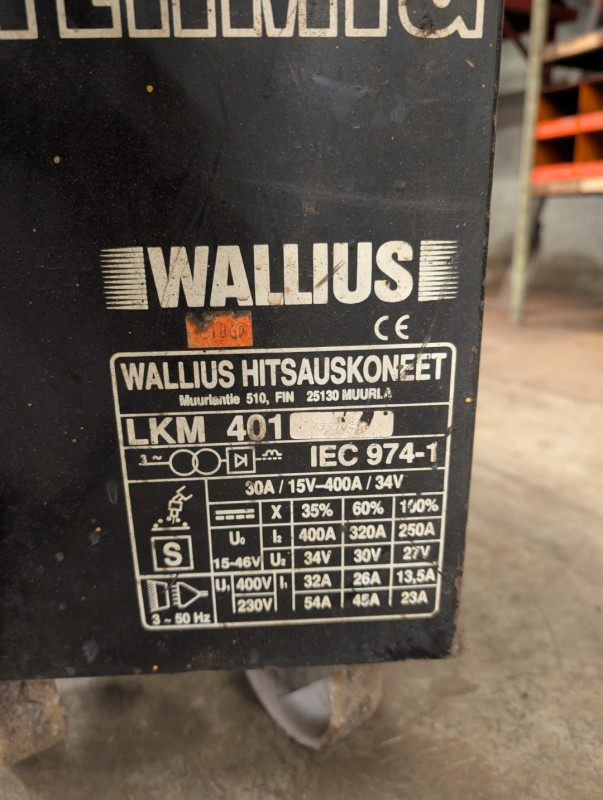 WALLIUS
CE
WALLIUS HITSAUSKONEET
Muurlantie 510, FIN 25130 MUURLA
LKM 401
3~ IEC 974-1
30A / 15V–400A / 34V
X 35% 60% 100%
U₀ I₂ 400A 320A 250A
S 15-46V U₂ 34V 30V 27V
U₁ 400V I₁ 32A 26A 13,5A
230V 54A 45A 23A
3 ~ 50 Hz